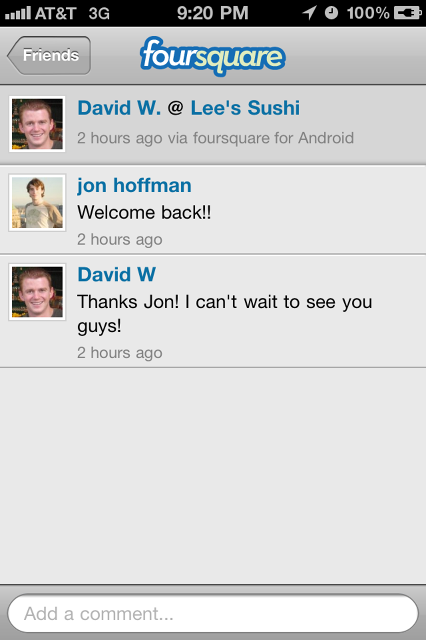 AT&T 3G 9:20 PM 100%
Friends foursquare
David W. @ Lee's Sushi
2 hours ago via foursquare for Android
jon hoffman
Welcome back!!
2 hours ago
David W
Thanks Jon! I can't wait to see you
guys!
2 hours ago
Add a comment...